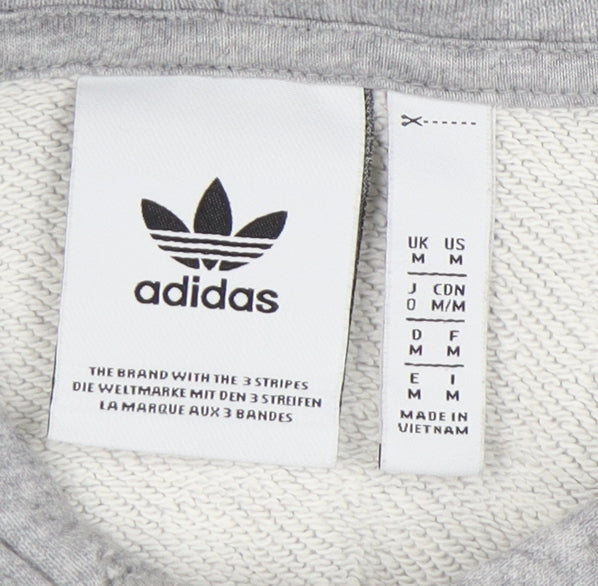 adidas
THE BRAND WITH THE 3 STRIPES
DIE WELTMARKE MIT DEN 3 STREIFEN
LA MARQUE AUX 3 BANDES
UK US
M M
J CDN
O M/M
D F
M M
E I
M M
MADE IN
VIETNAM